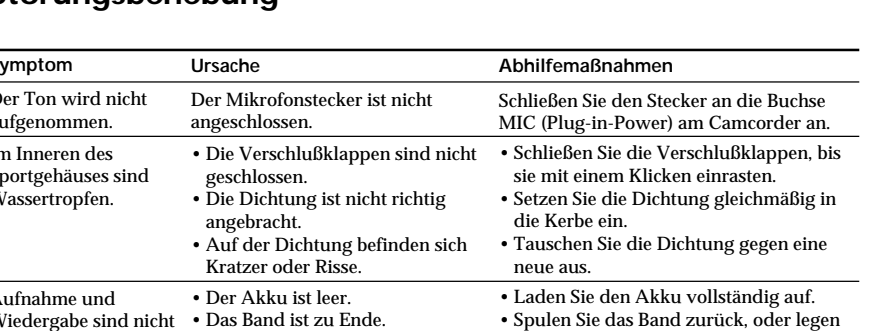 ymptom Ursache Abhilfemaßnahmen
Der Ton wird nicht Der Mikrofonstecker ist nicht Schließen Sie den Stecker an die Buchse
ufgenommen. angeschlossen. MIC (Plug-in-Power) am Camcorder an.
m Inneren des • Die Verschlußklappen sind nicht • Schließen Sie die Verschlußklappen, bis
portgehäuses sind geschlossen. sie mit einem Klicken einrasten.
Wassertropfen. • Die Dichtung ist nicht richtig • Setzen Sie die Dichtung gleichmäßig in
angebracht. die Kerbe ein.
• Auf der Dichtung befinden sich • Tauschen Sie die Dichtung gegen eine
Kratzer oder Risse. neue aus.
Aufnahme und • Der Akku ist leer. • Laden Sie den Akku vollständig auf.
Wiedergabe sind nicht • Das Band ist zu Ende. • Spulen Sie das Band zurück, oder legen